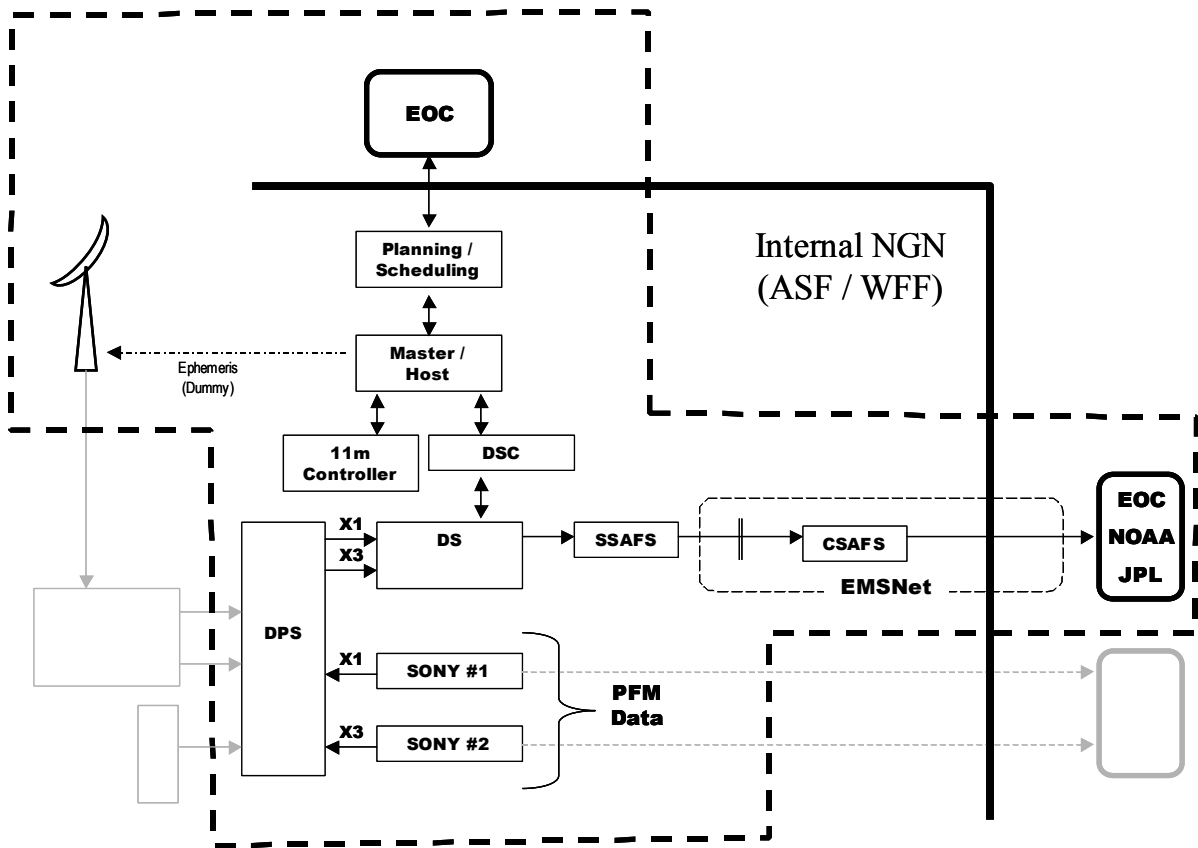 EOC
Planning /
Scheduling
Internal NGN
(ASF / WFF)
Master /
Host
Ephemeris
(Dummy)
11m
Controller
DSC
X1
X3
DS
SSAFS
CSAFS
EMSNet
EOC
NOAA
JPL
DPS
X1
SONY #1
X3
SONY #2
PFM
Data